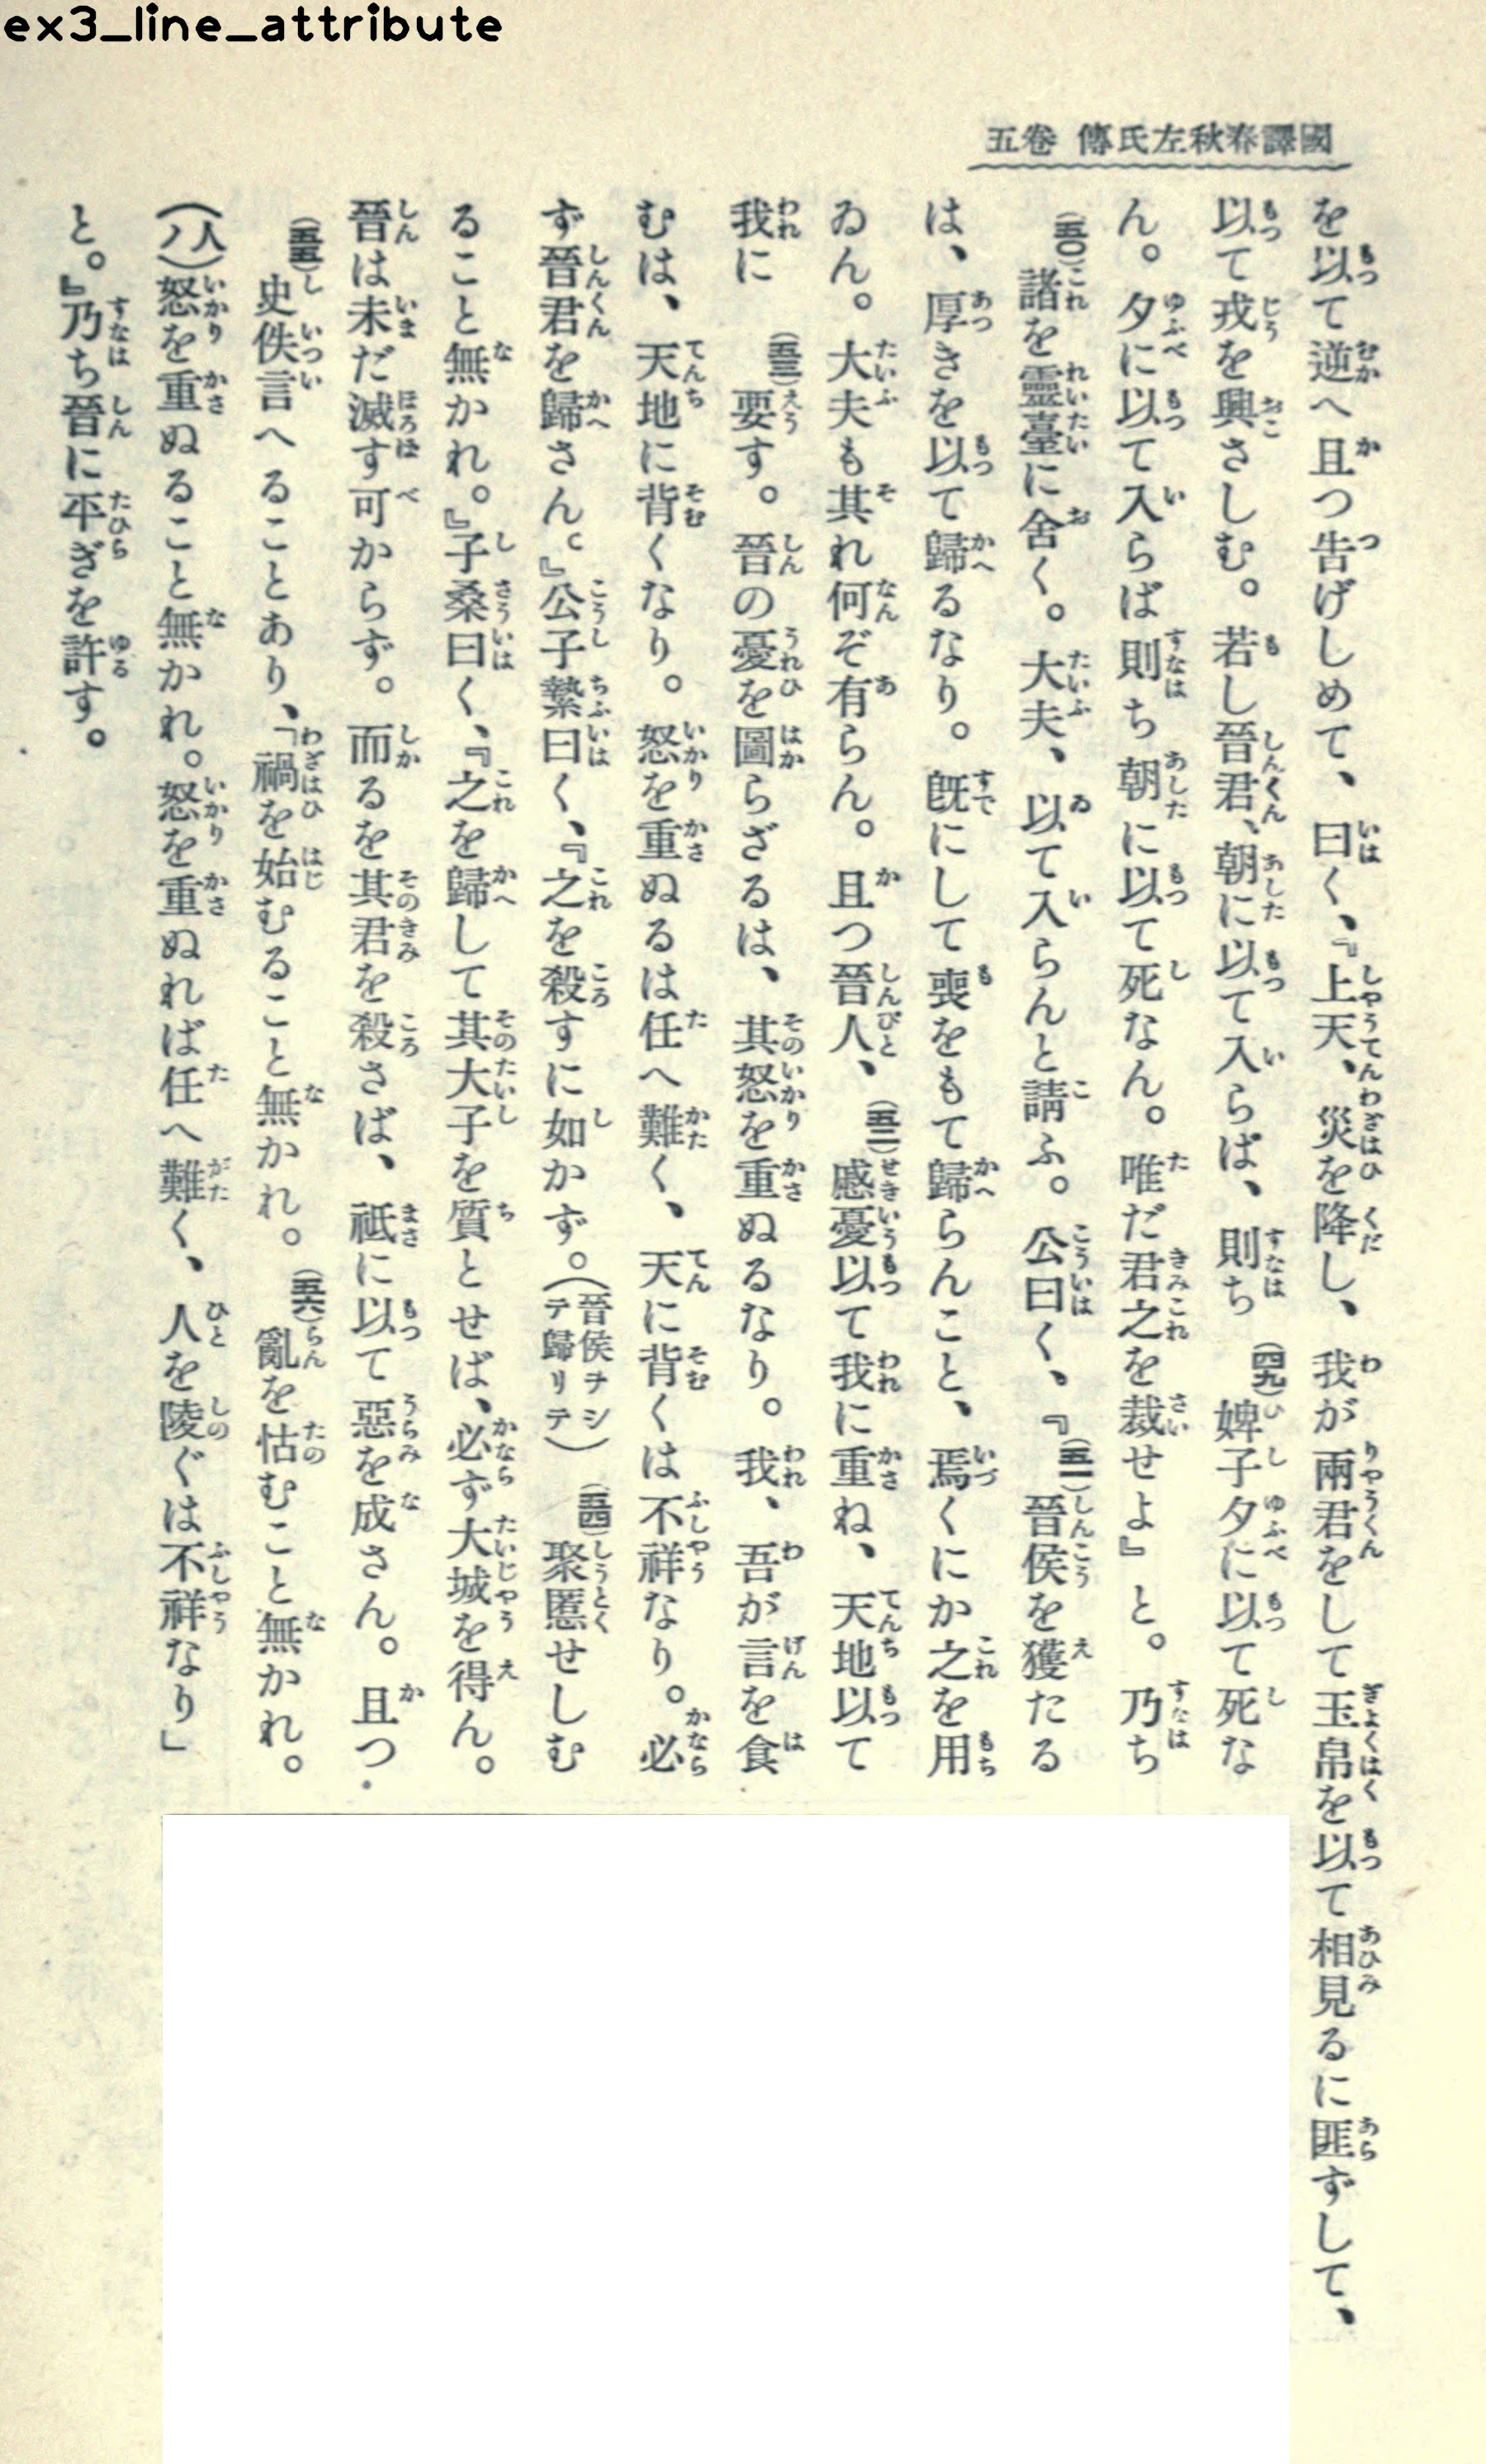 ex3_line_attribute
國譯春秋左氏傳 卷五
を以て逆へ且つ告げしめて、曰く、『上天、災を降し、我が兩君をして玉帛を以て相見るに匪ずして、
以て戎を興さしむ。若し晉君、朝に以て入らば、則ち(四九)婢子夕に以て死な
ん。夕に以て入らば則ち朝に以て死なん。唯だ君之を裁せよ』と。乃ち
(五〇)諸を靈臺に舍く。大夫、以て入らんと請ふ。公曰く、『(五一)晉侯を獲たる
は、厚きを以て歸るなり。既にして喪をもて歸らんこと、焉くにか之を用
ゐん。大夫も其れ何ぞ有らん。且つ晉人、(五二)慼憂以て我に重ね、天地以て
我に(五三)要す。晉の憂を圖らざるは、其怒を重ぬるなり。我、吾が言を食
むは、天地に背くなり。怒を重ぬるは任へ難く、天に背くは不祥なり。必
ず晉君を歸さん。』公子縶曰く、『之を殺すに如かず。(晉侯ヲシテ歸リテ)(五四)聚慝せしむ
ること無かれ。』子桑曰く、『之を歸して其大子を質とせば、必ず大城を得ん。
晉は未だ滅す可からず。而るを其君を殺さば、祗に以て惡を成さん。且つ
(五五)史佚言へることあり、「禍を始むること無かれ。(五六)亂を怙むこと無かれ。
(人ノ)怒を重ぬること無かれ。怒を重ぬれば任へ難く、人を陵ぐは不祥なり」
と。』乃ち晉に平ぎを許す。